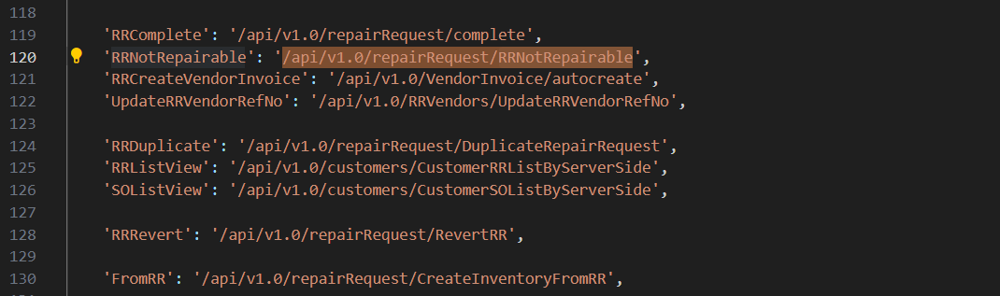 118
119 'RRComplete': '/api/v1.0/repairRequest/complete',
120 'RRNotRepairable': '/api/v1.0/repairRequest/RRNotRepairable',
121 'RRCreateVendorInvoice': '/api/v1.0/VendorInvoice/autocreate',
122 'UpdateRRVendorRefNo': '/api/v1.0/RRVendors/UpdateRRVendorRefNo',
123
124 'RRDuplicate': '/api/v1.0/repairRequest/DuplicateRepairRequest',
125 'RRListView': '/api/v1.0/customers/CustomerRRListByServerSide',
126 'SOListView': '/api/v1.0/customers/CustomerSOListByServerSide',
127
128 'RRRevert': '/api/v1.0/repairRequest/RevertRR',
129
130 'FromRR': '/api/v1.0/repairRequest/CreateInventoryFromRR',